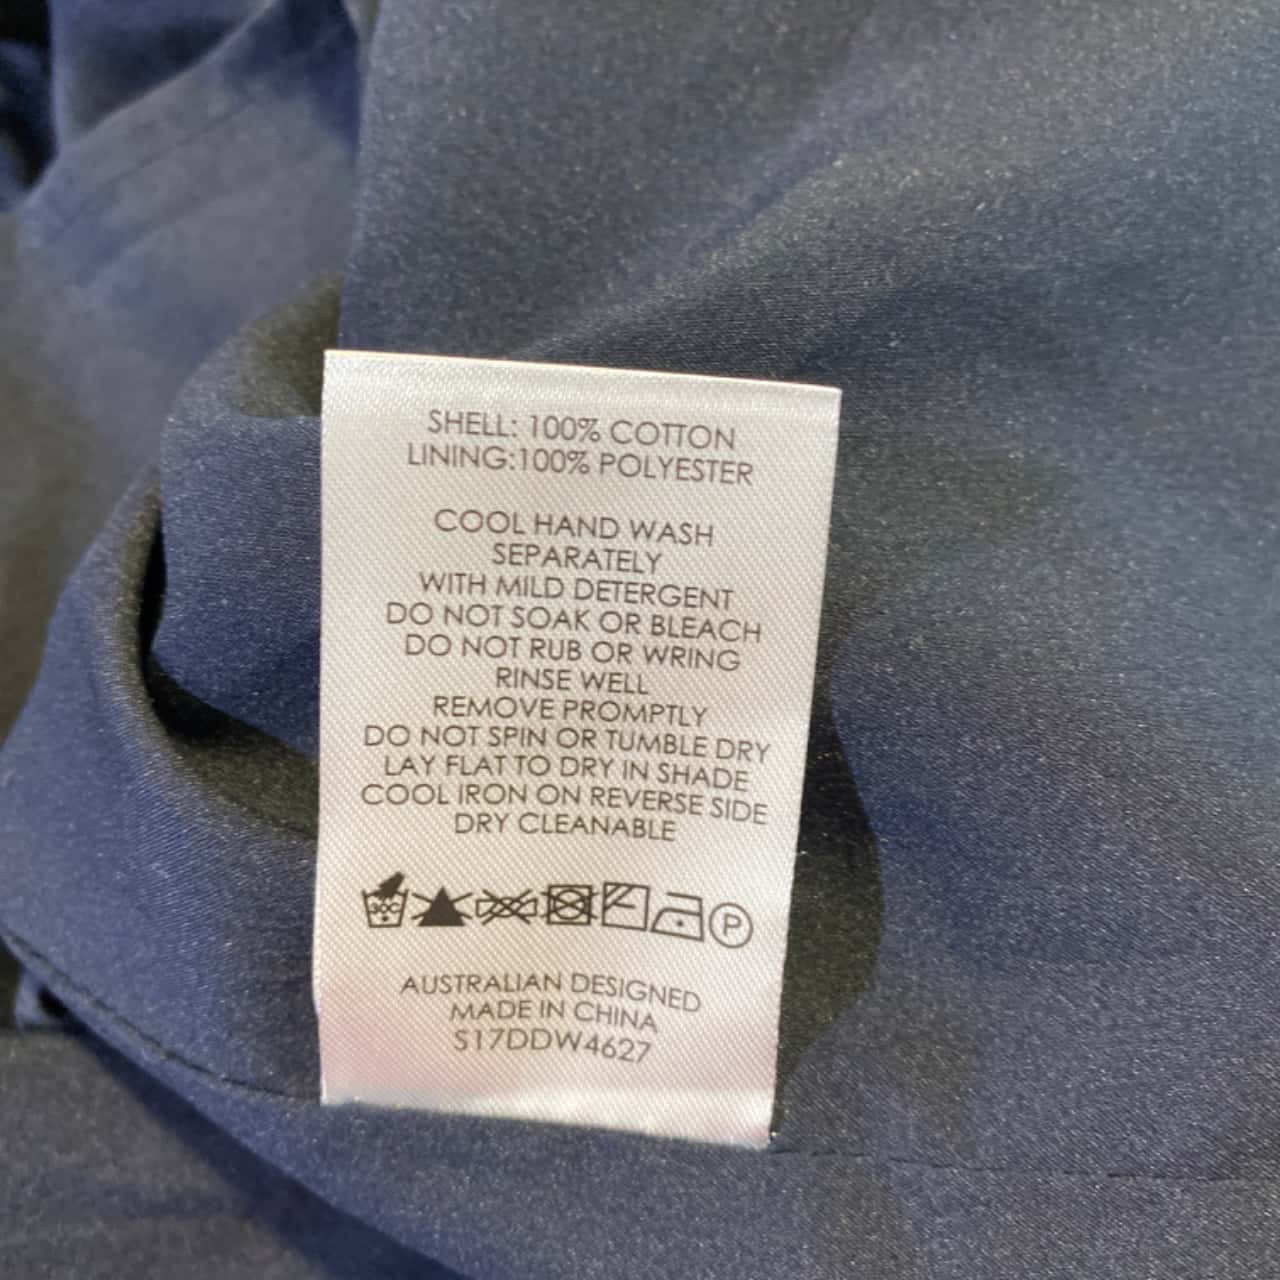 SHELL: 100% COTTON
LINING:100% POLYESTER
COOL HAND WASH
SEPARATELY
WITH MILD DETERGENT
DO NOT SOAK OR BLEACH
DO NOT RUB OR WRING
RINSE WELL
REMOVE PROMPTLY
DO NOT SPIN OR TUMBLE DRY
LAY FLAT TO DRY IN SHADE
COOL IRON ON REVERSE SIDE
DRY CLEANABLE
30C P
AUSTRALIAN DESIGNED
MADE IN CHINA
S17DDW4627